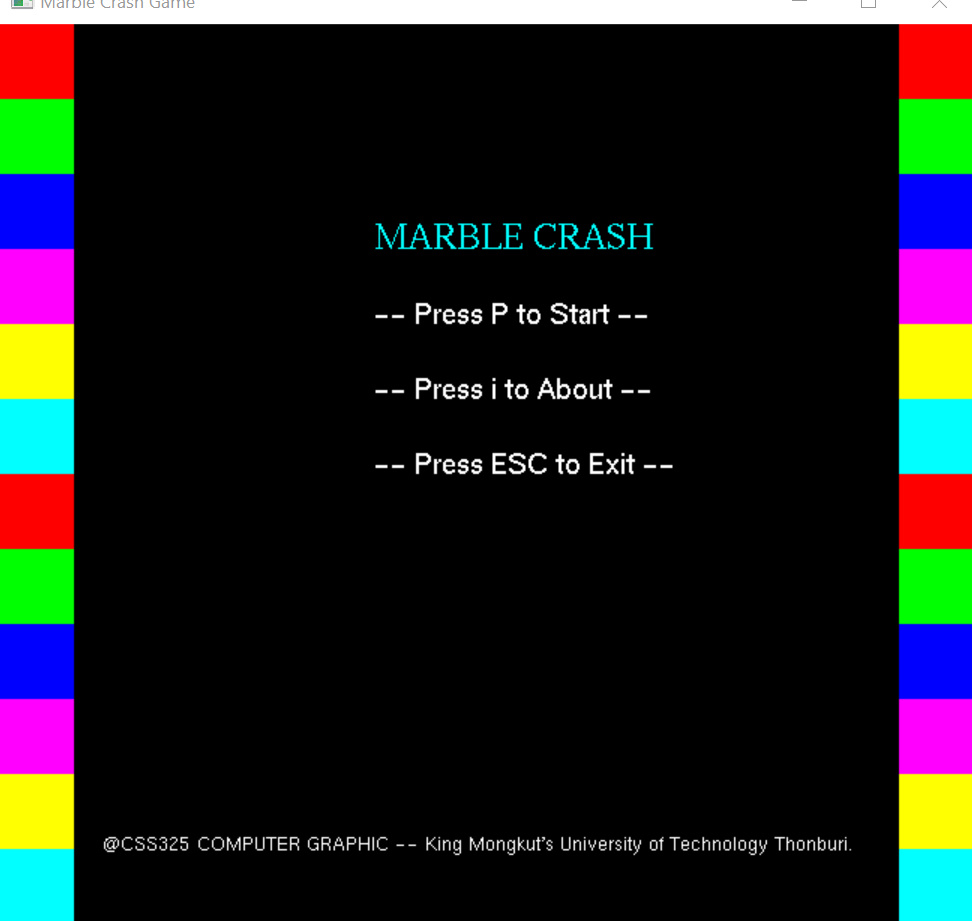 Marble Crash Game
MARBLE CRASH
-- Press P to Start --
-- Press i to About --
-- Press ESC to Exit --
@CSS325 COMPUTER GRAPHIC -- King Mongkut's University of Technology Thonburi.